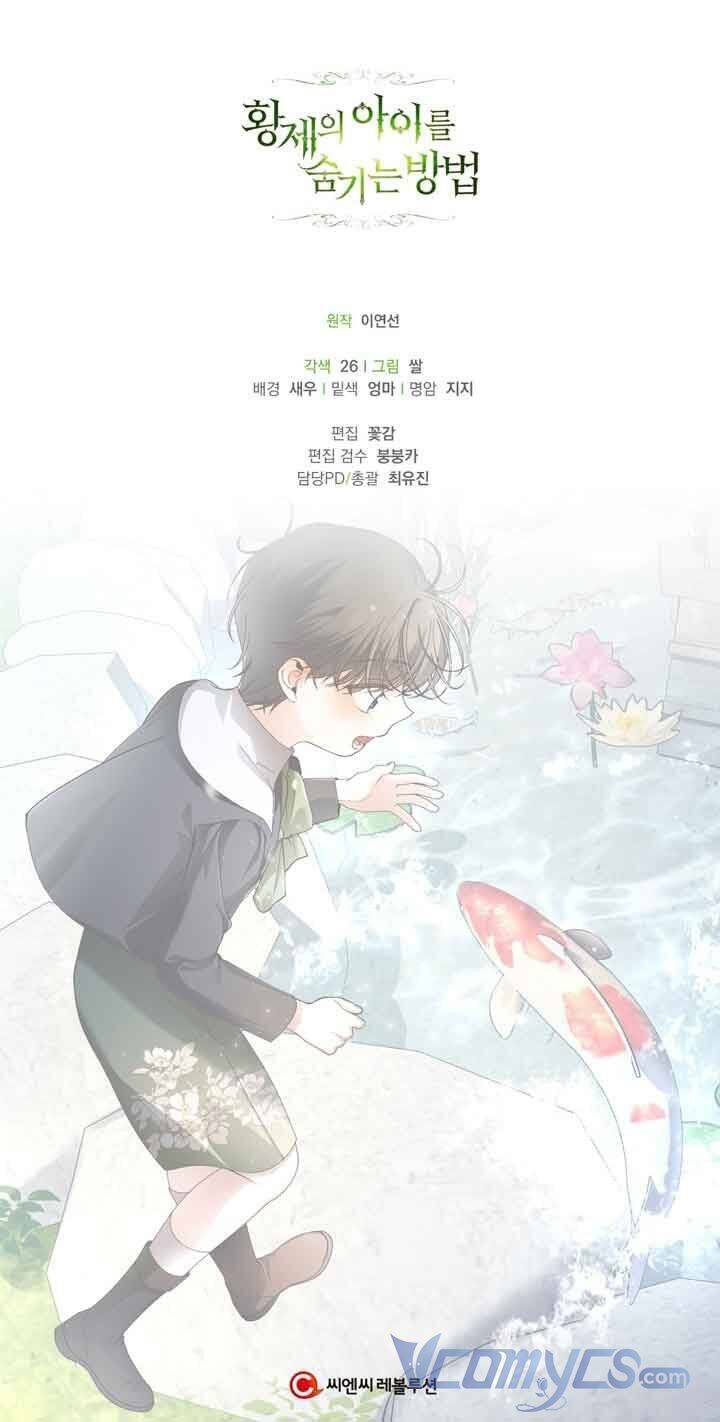 황제의 아이를
숨기는 방법
원작 이연선
각색 26 | 그림 쌀
배경 새우 | 밑색 엉마 | 명암 지지
편집 꽃감
편집 검수 붕붕카
담당PD/총괄 최유진
씨엔씨 레볼루션
vcomycs.com